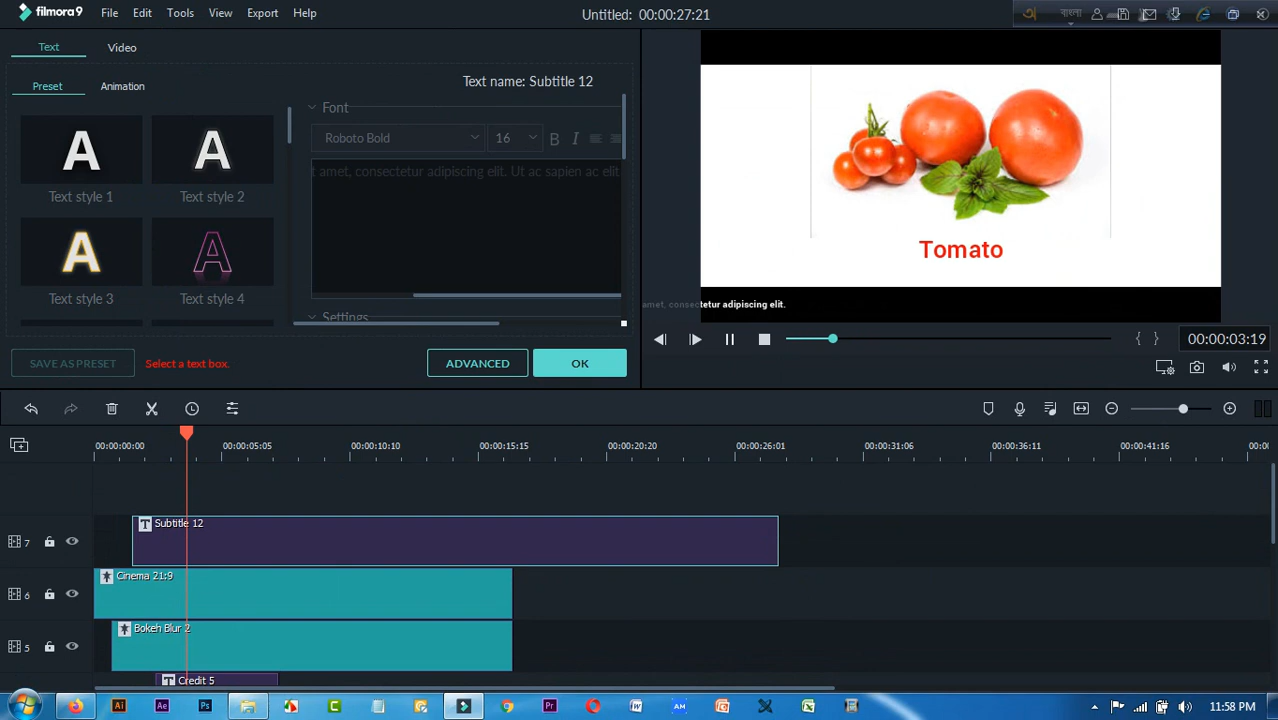 filmora9 File Edit Tools View Export Help Untitled: 00:00:27:21 অ বাংলা
Text Video
Text name: Subtitle 12
Preset Animation
Font
Roboto Bold 16 B I
t amet, consectetur adipiscing elit. Ut ac sapien ac elit
A A
Text style 1 Text style 2
A A
Text style 3 Text style 4
Settings
Tomato
amet, consectetur adipiscing elit.
SAVE AS PRESET Select a text box. ADVANCED OK
{ } 00:00:03:19
00:00:00:00 00:00:05:05 00:00:10:10 00:00:15:15 00:00:20:20 00:00:26:01 00:00:31:06 00:00:36:11 00:00:41:16 00:00
7 T Subtitle 12
6 Cinema 21:9
5 Bokeh Blur 2
T Credit 5
Ai Ae Ps C Pr W AM 11:58 PM